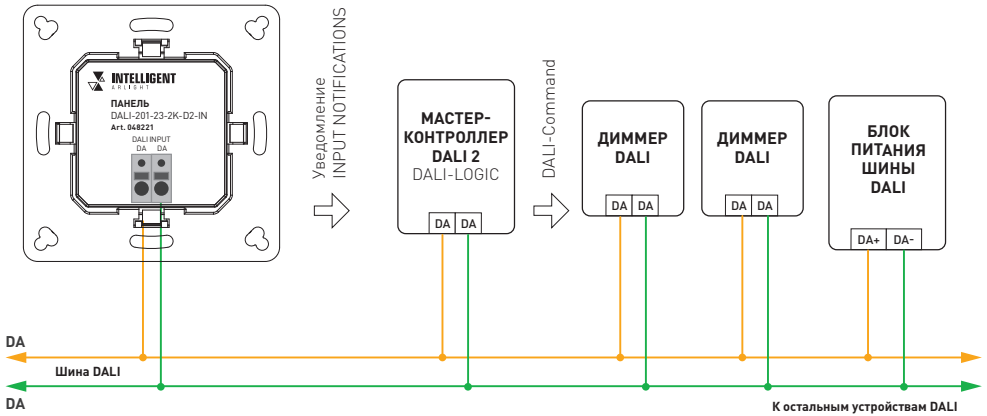 INTELLIGENT
ARLIGHT
ПАНЕЛЬ
DALI-201-23-2K-D2-IN
Art. 048221
DALI INPUT
DA DA
Уведомление
INPUT NOTIFICATIONS
МАСТЕР-
КОНТРОЛЛЕР
DALI 2
DALI-LOGIC
DA DA
DALI-Command
ДИММЕР
DALI
DA DA
ДИММЕР
DALI
DA DA
БЛОК
ПИТАНИЯ
ШИНЫ
DALI
DA+ DA-
DA
Шина DALI
DA
К остальным устройствам DALI